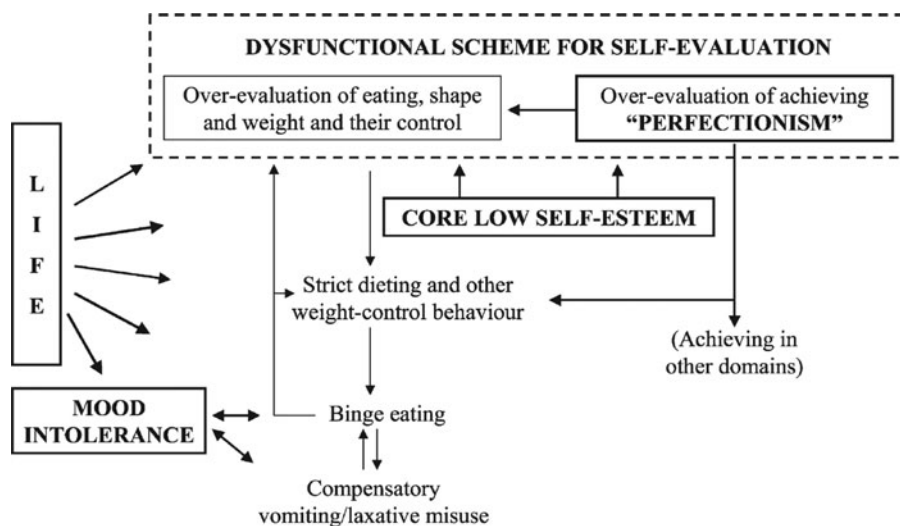 DYSFUNCTIONAL SCHEME FOR SELF-EVALUATION
Over-evaluation of eating, shape
and weight and their control
Over-evaluation of achieving
“PERFECTIONISM”
L
I
F
E
CORE LOW SELF-ESTEEM
Strict dieting and other
weight-control behaviour
(Achieving in
other domains)
MOOD
INTOLERANCE
Binge eating
Compensatory
vomiting/laxative misuse